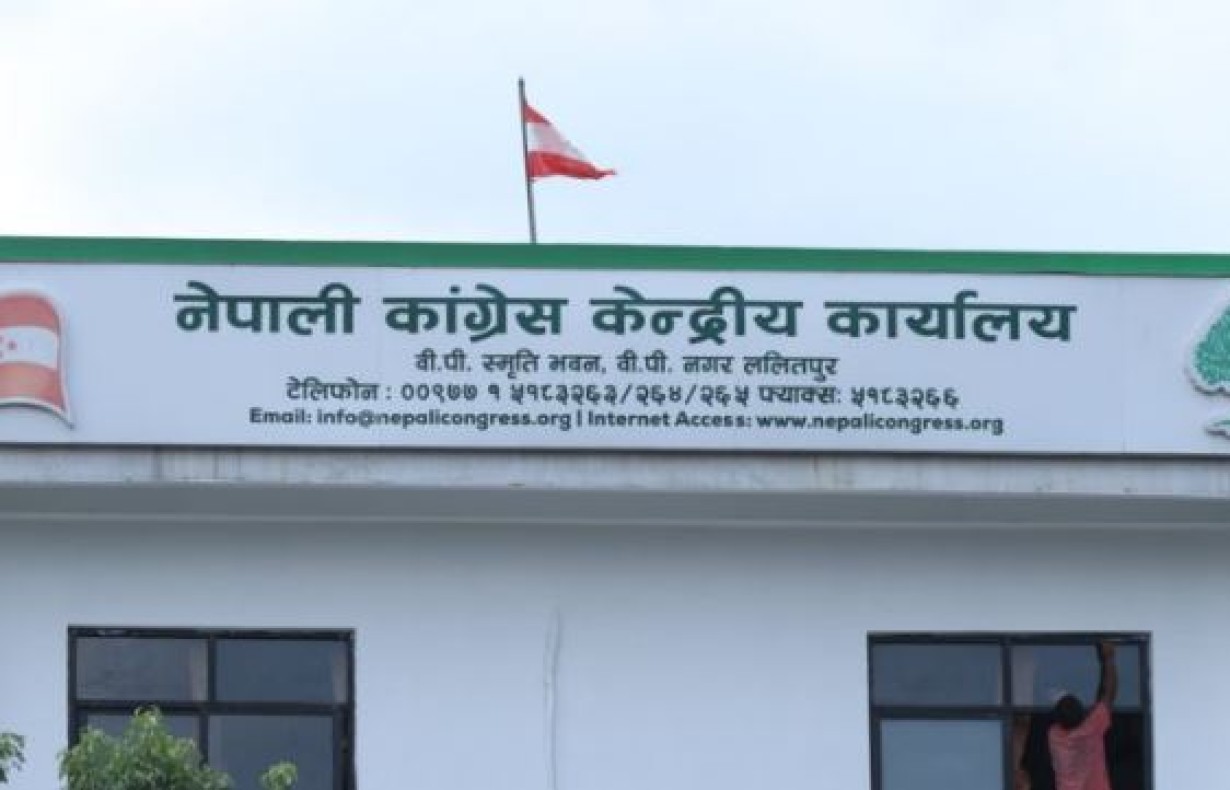 नेपाली कांग्रेस केन्द्रीय कार्यालय
वी.पी. स्मृति भवन, वी.पी. नगर ललितपुर
टेलिफोन : ००९७७ १ ५१८३२६३/२६४/२६५ फ्याक्स: ५१८३२६६
Email: info@nepalicongress.org | Internet Access: www.nepalicongress.org